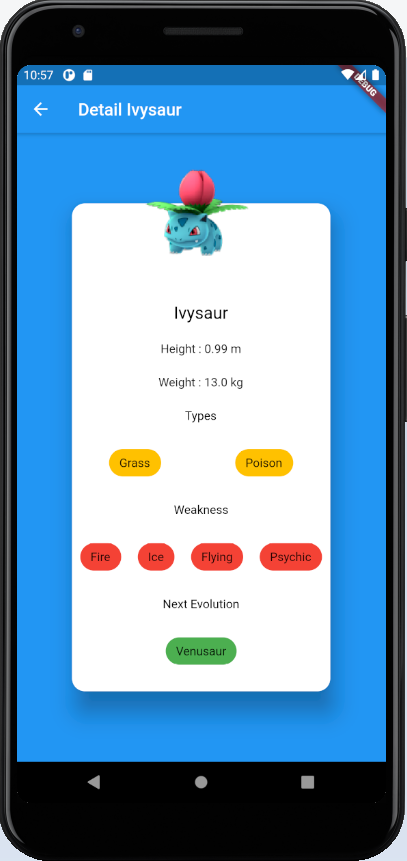 10:57
DEBUG
Detail Ivysaur
Ivysaur
Height : 0.99 m
Weight : 13.0 kg
Types
Grass Poison
Weakness
Fire Ice Flying Psychic
Next Evolution
Venusaur